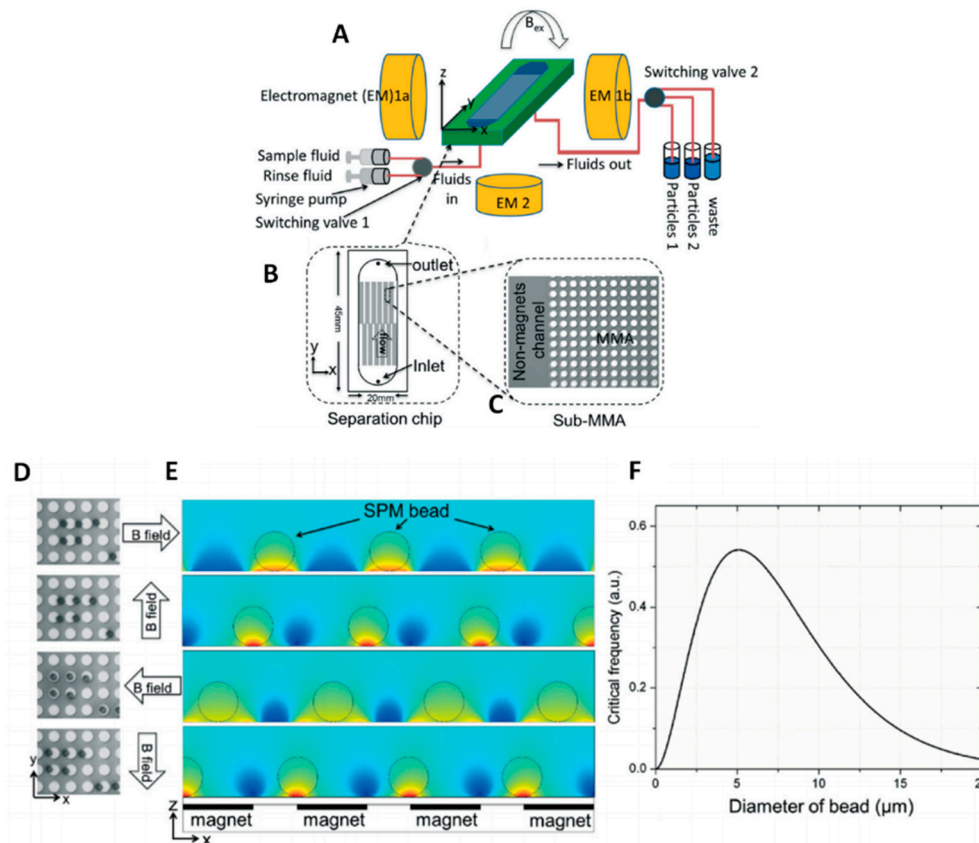 A
B_ex
z
y
x
Electromagnet (EM)1a
EM 1b
Switching valve 2
Sample fluid
Rinse fluid
Syringe pump
Switching valve 1
Fluids
in
Fluids out
EM 2
Particles 1
Particles 2
waste
B
outlet
45mm
flow
Inlet
y
x
20mm
Separation chip
Non-magnets
channel
MMA
C
Sub-MMA
D
E
F
B field
B field
B field
B field
SPM bead
y
x
z
x
magnet
magnet
magnet
magnet
Critical frequency (a.u.)
0.6
0.4
0.2
0.0
0
5
10
15
Diameter of bead (μm)